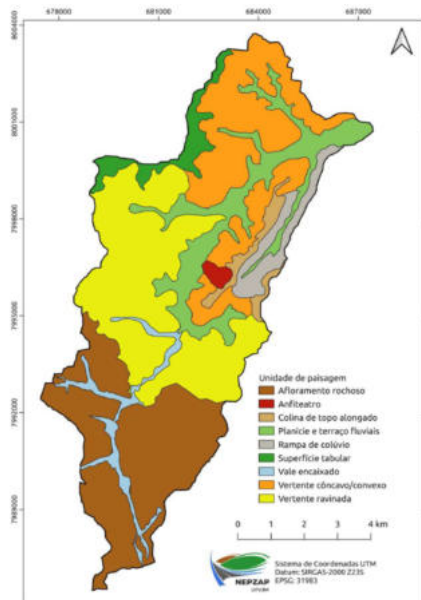 678000 681000 684000 687000
8004000
8001000
7998000
7995000
7992000
7989000
Unidade de paisagem
Afloramento rochoso
Anfiteatro
Colina de topo alongado
Planície e terraço fluviais
Rampa de colúvio
Superfície tabular
Vale encaixado
Vertente côncavo/convexo
Vertente ravinada
0 2 4 km
Sistema de Coordenadas UTM
Datum: SIRGAS-2000 Z23S
EPSG: 31983
NEPZAP